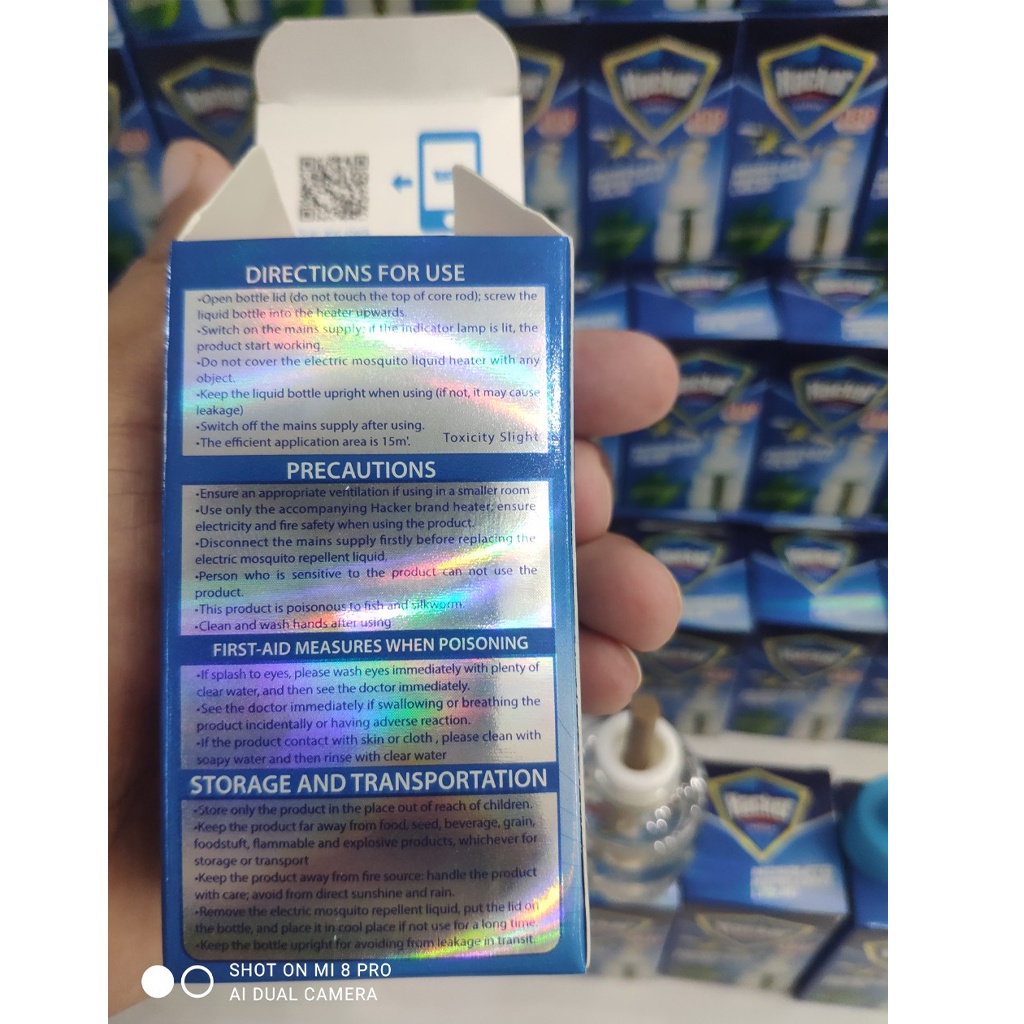 DIRECTIONS FOR USE
•Open bottle lid (do not touch the top of core rod); screw the
liquid bottle into the heater upwards.
•Switch on the mains supply; if the indicator lamp is lit, the
product start working.
•Do not cover the electric mosquito liquid heater with any
object.
•Keep the liquid bottle upright when using (if not, it may cause
leakage)
•Switch off the mains supply after using.
•The efficient application area is 15m². Toxicity Slight
PRECAUTIONS
•Ensure an appropriate ventilation if using in a smaller room
•Use only the accompanying Hacker brand heater; ensure
electricity and fire safety when using the product.
•Disconnect the mains supply firstly before replacing the
electric mosquito repellent liquid.
•Person who is sensitive to the product can not use the
product.
•This product is poisonous to fish and silkworm.
•Clean and wash hands after using
FIRST-AID MEASURES WHEN POISONING
•If splash to eyes, please wash eyes immediately with plenty of
clear water, and then see the doctor immediately.
•See the doctor immediately if swallowing or breathing the
product incidentally or having adverse reaction.
•If the product contact with skin or cloth , please clean with
soapy water and then rinse with clear water
STORAGE AND TRANSPORTATION
•Store only the product in the place out of reach of children.
•Keep the product far away from food, seed, beverage, grain,
foodstuft, flammable and explosive products, whichever for
storage or transport
•Keep the product away from fire source: handle the product
with care; avoid from direct sunshine and rain.
•Remove the electric mosquito repellent liquid, put the lid on
the bottle, and place it in cool place if not use for a long time.
•Keep the bottle upright for avoiding from leakage in transit.
Hacker
Hacker
Hacker
Hacker
Hacker
SHOT ON MI 8 PRO
AI DUAL CAMERA